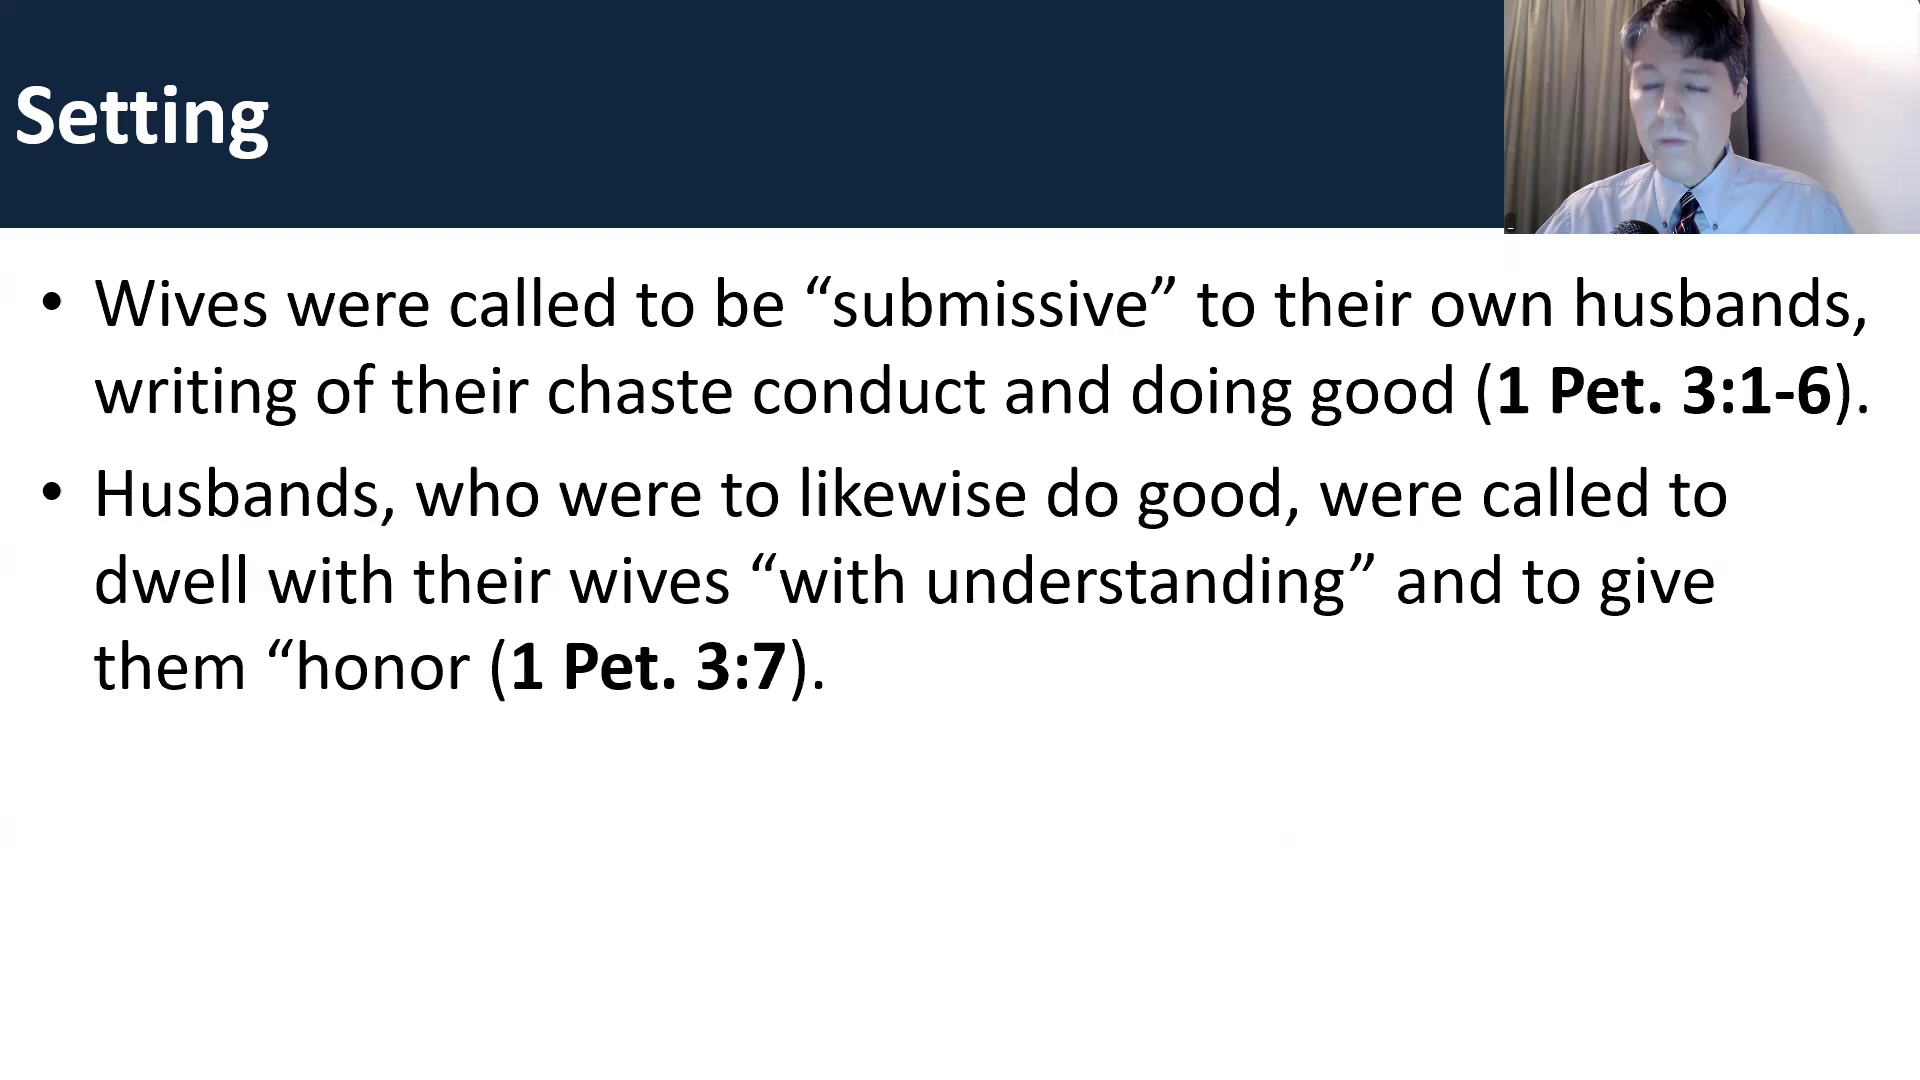 Setting
• Wives were called to be “submissive” to their own husbands,
writing of their chaste conduct and doing good (1 Pet. 3:1-6).
• Husbands, who were to likewise do good, were called to
dwell with their wives “with understanding” and to give
them “honor (1 Pet. 3:7).